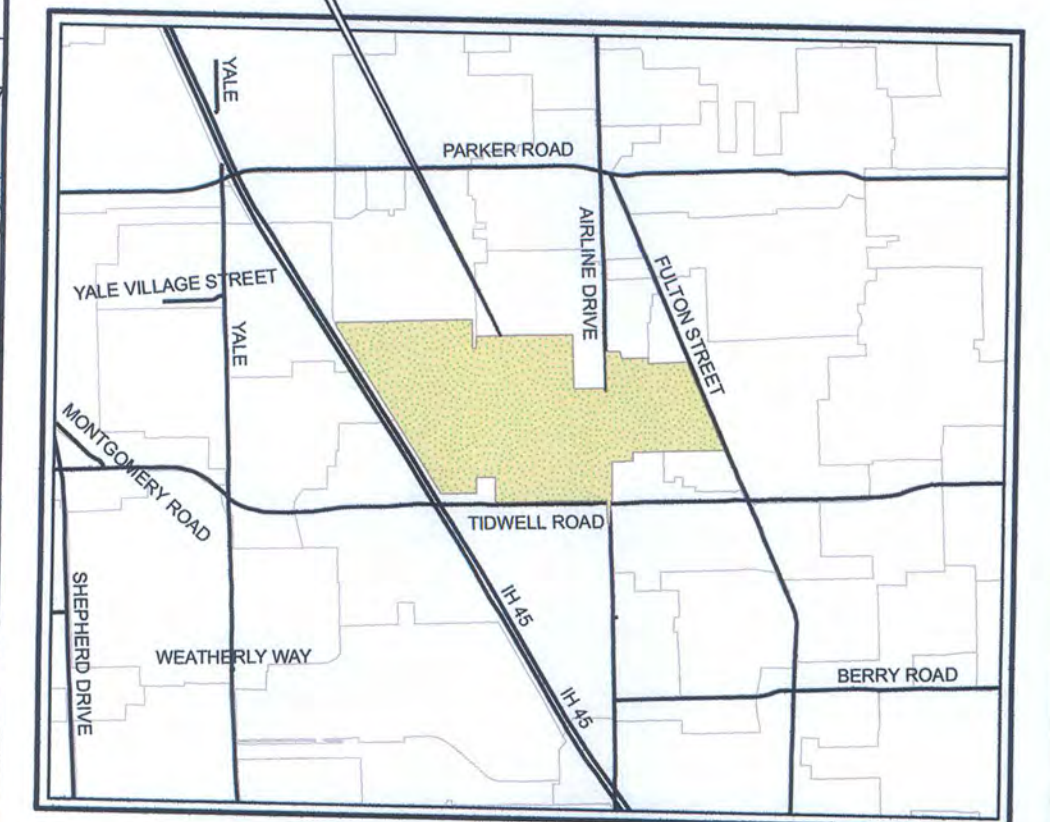 YALE
PARKER ROAD
AIRLINE DRIVE
FULTON STREET
YALE VILLAGE STREET
YALE
MONTGOMERY ROAD
TIDWELL ROAD
SHEPHERD DRIVE
IH 45
WEATHERLY WAY
BERRY ROAD
IH 45